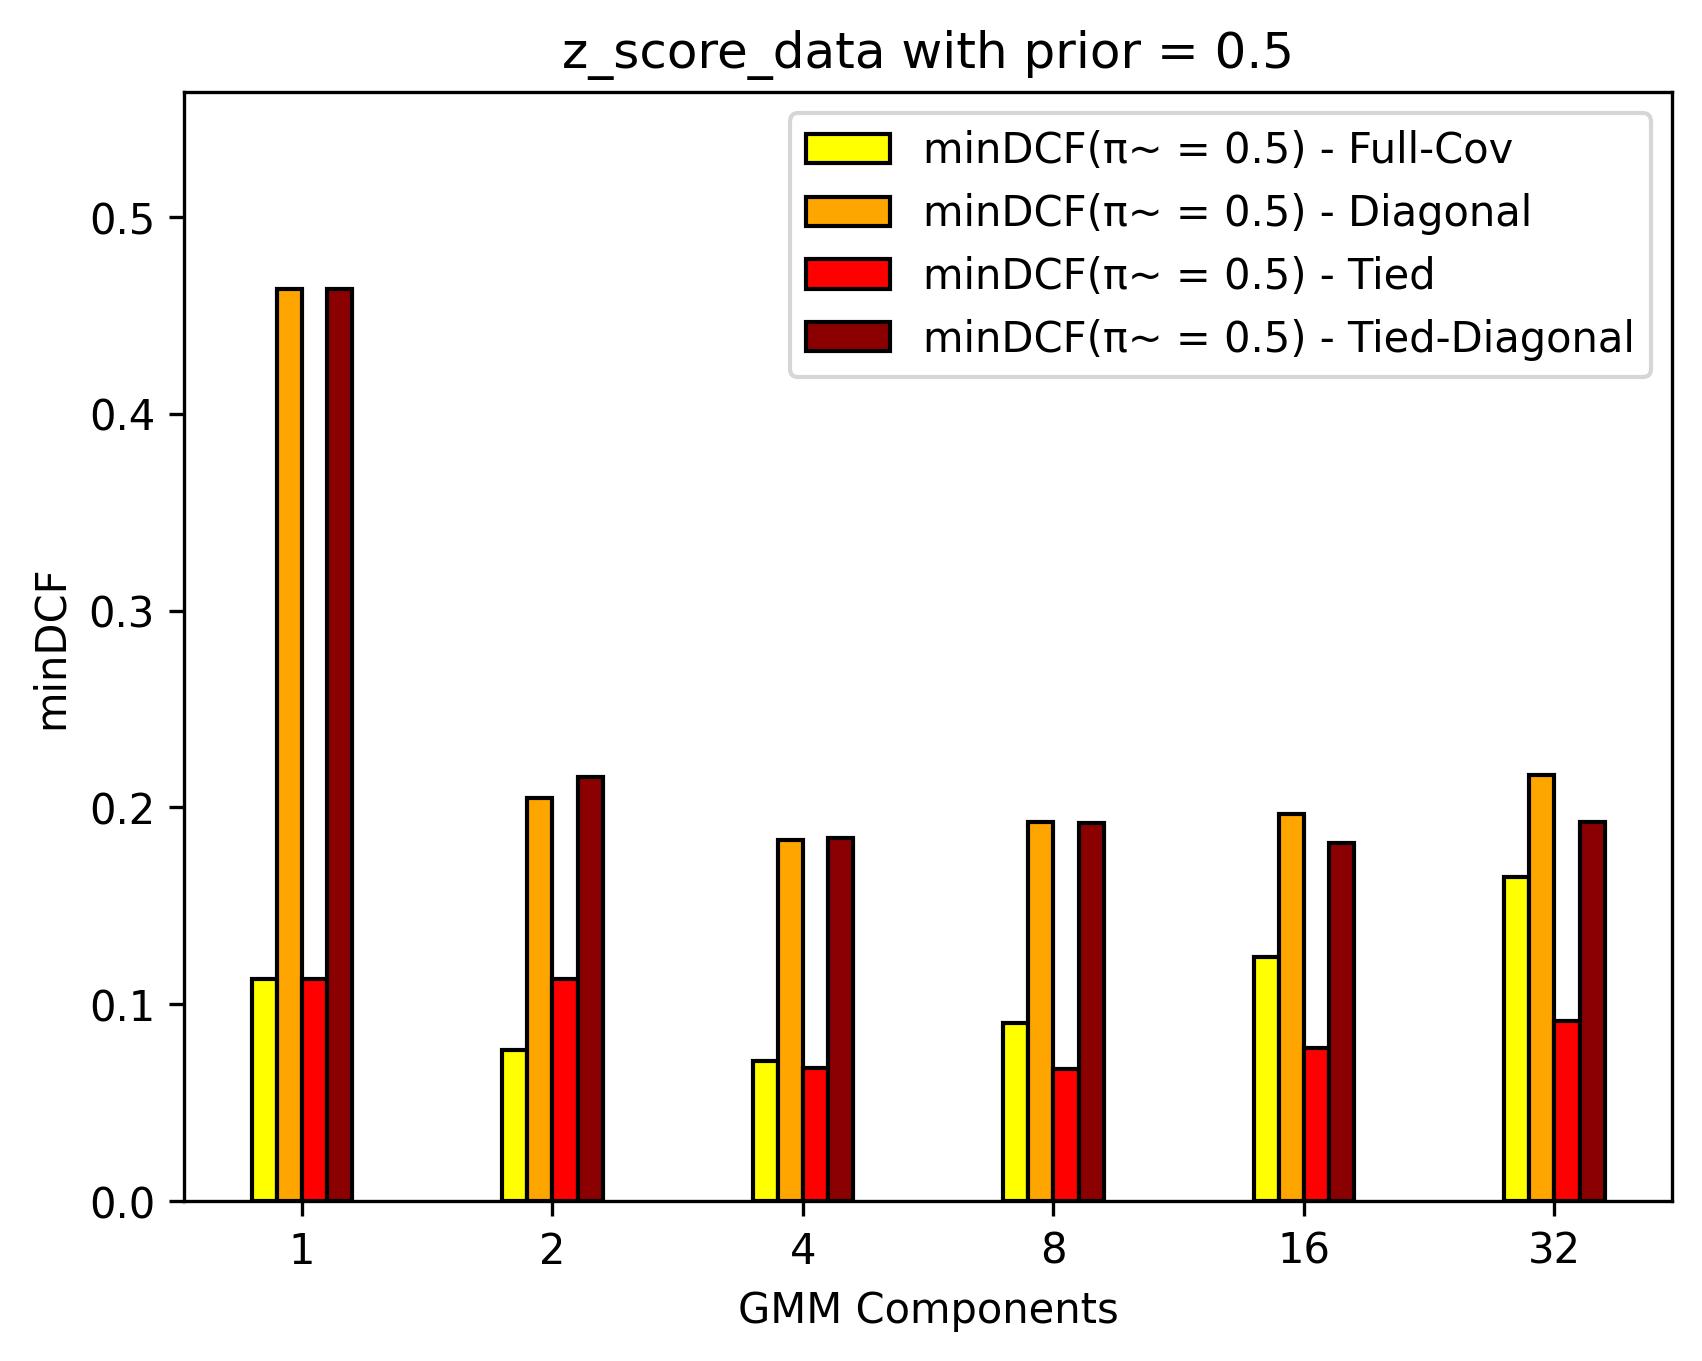 z_score_data with prior = 0.5
minDCF(π~ = 0.5) - Full-Cov
minDCF(π~ = 0.5) - Diagonal
minDCF(π~ = 0.5) - Tied
minDCF(π~ = 0.5) - Tied-Diagonal
minDCF
0.5
0.4
0.3
0.2
0.1
0.0
1 2 4 8 16 32
GMM Components